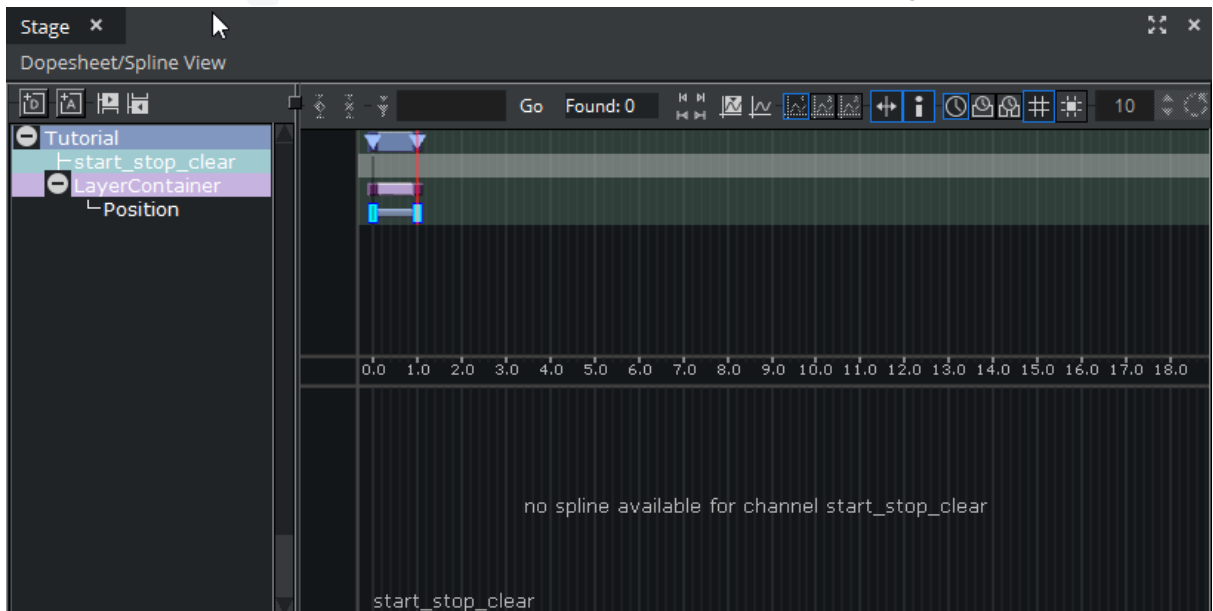 Stage
Dopesheet/Spline View
Go Found: 0 10
Tutorial
start_stop_clear
LayerContainer
Position
0.0 1.0 2.0 3.0 4.0 5.0 6.0 7.0 8.0 9.0 10.0 11.0 12.0 13.0 14.0 15.0 16.0 17.0 18.0
no spline available for channel start_stop_clear
start_stop_clear